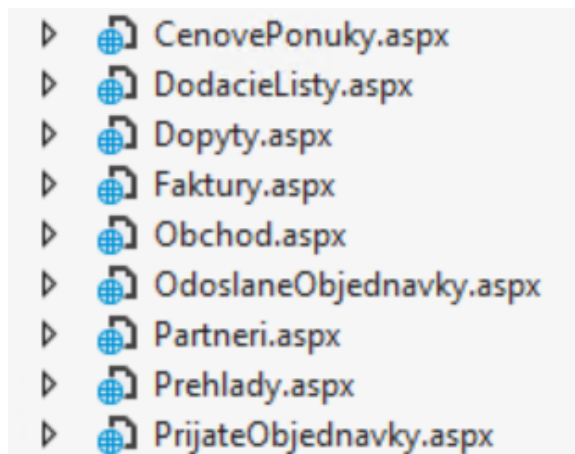 CenovePonuky.aspx
DodacieListy.aspx
Dopyty.aspx
Faktury.aspx
Obchod.aspx
OdoslaneObjednavky.aspx
Partneri.aspx
Prehlady.aspx
PrijateObjednavky.aspx